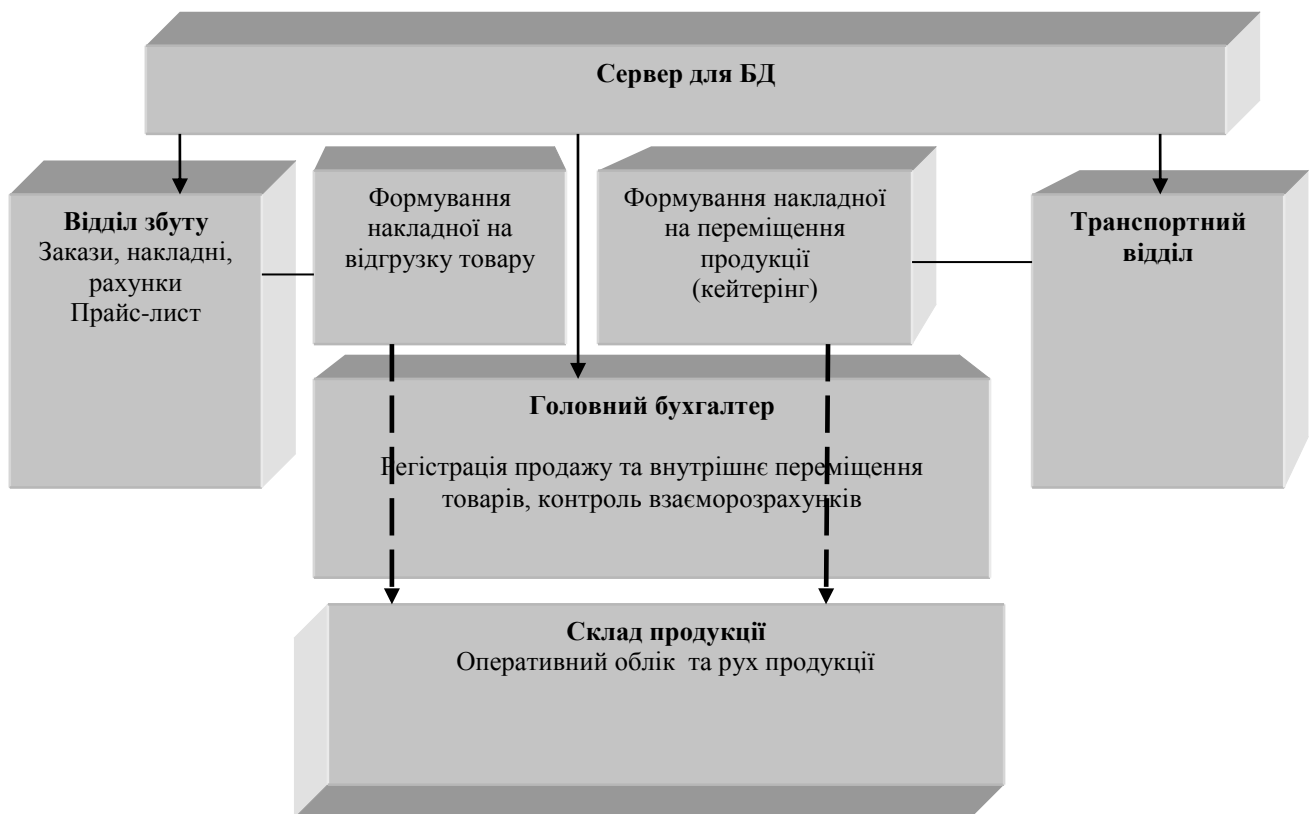 Сервер для БД
Відділ збуту
Закази, накладні,
рахунки
Прайс-лист
Формування
накладної на
відгрузку товару
Формування накладної
на переміщення
продукції
(кейтерінг)
Транспортний
відділ
Головний бухгалтер
Регістрація продажу та внутрішнє переміщення
товарів, контроль взаєморозрахунків
Склад продукції
Оперативний облік та рух продукції